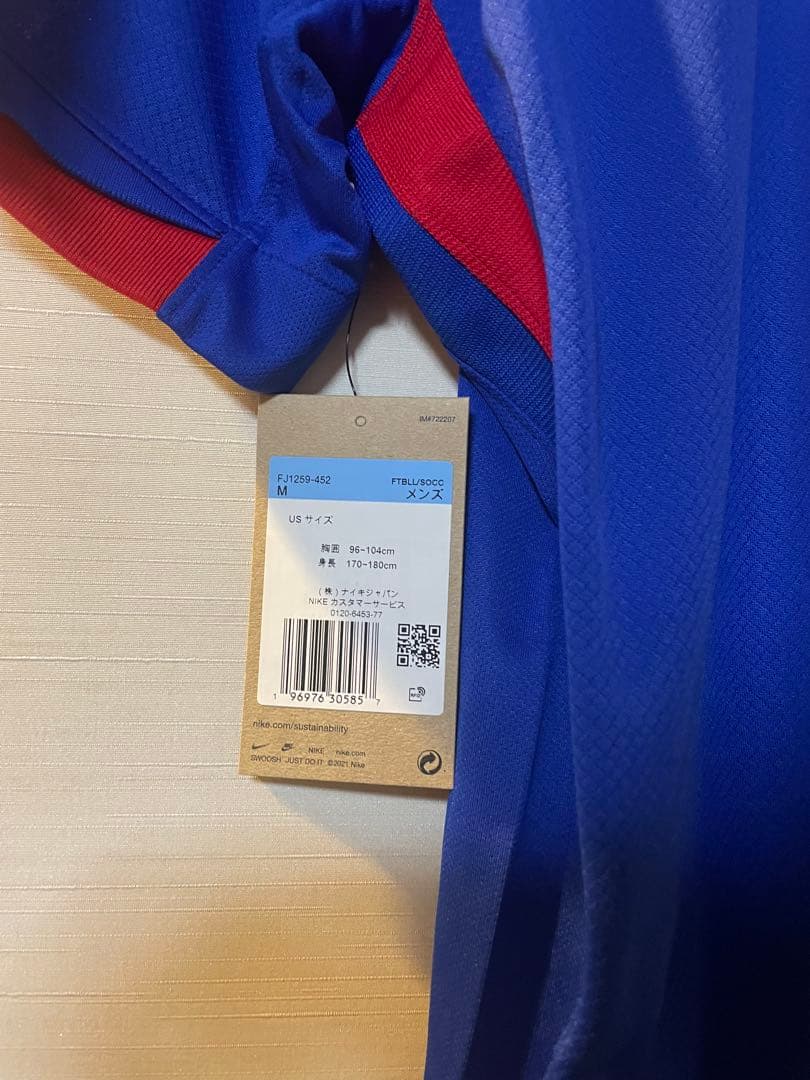 IM#722207
FJ1259-452
FTBLL/SOCC
M
メンズ
US サイズ
胸囲 96~104cm
身長 170~180cm
(株)ナイキジャパン
NIKE カスタマーサービス
0120-6453-77
1 96976 30585 7
RFID
nike.com/sustainability
NIKE nike.com
SWOOSH JUST DO IT ©2021 Nike